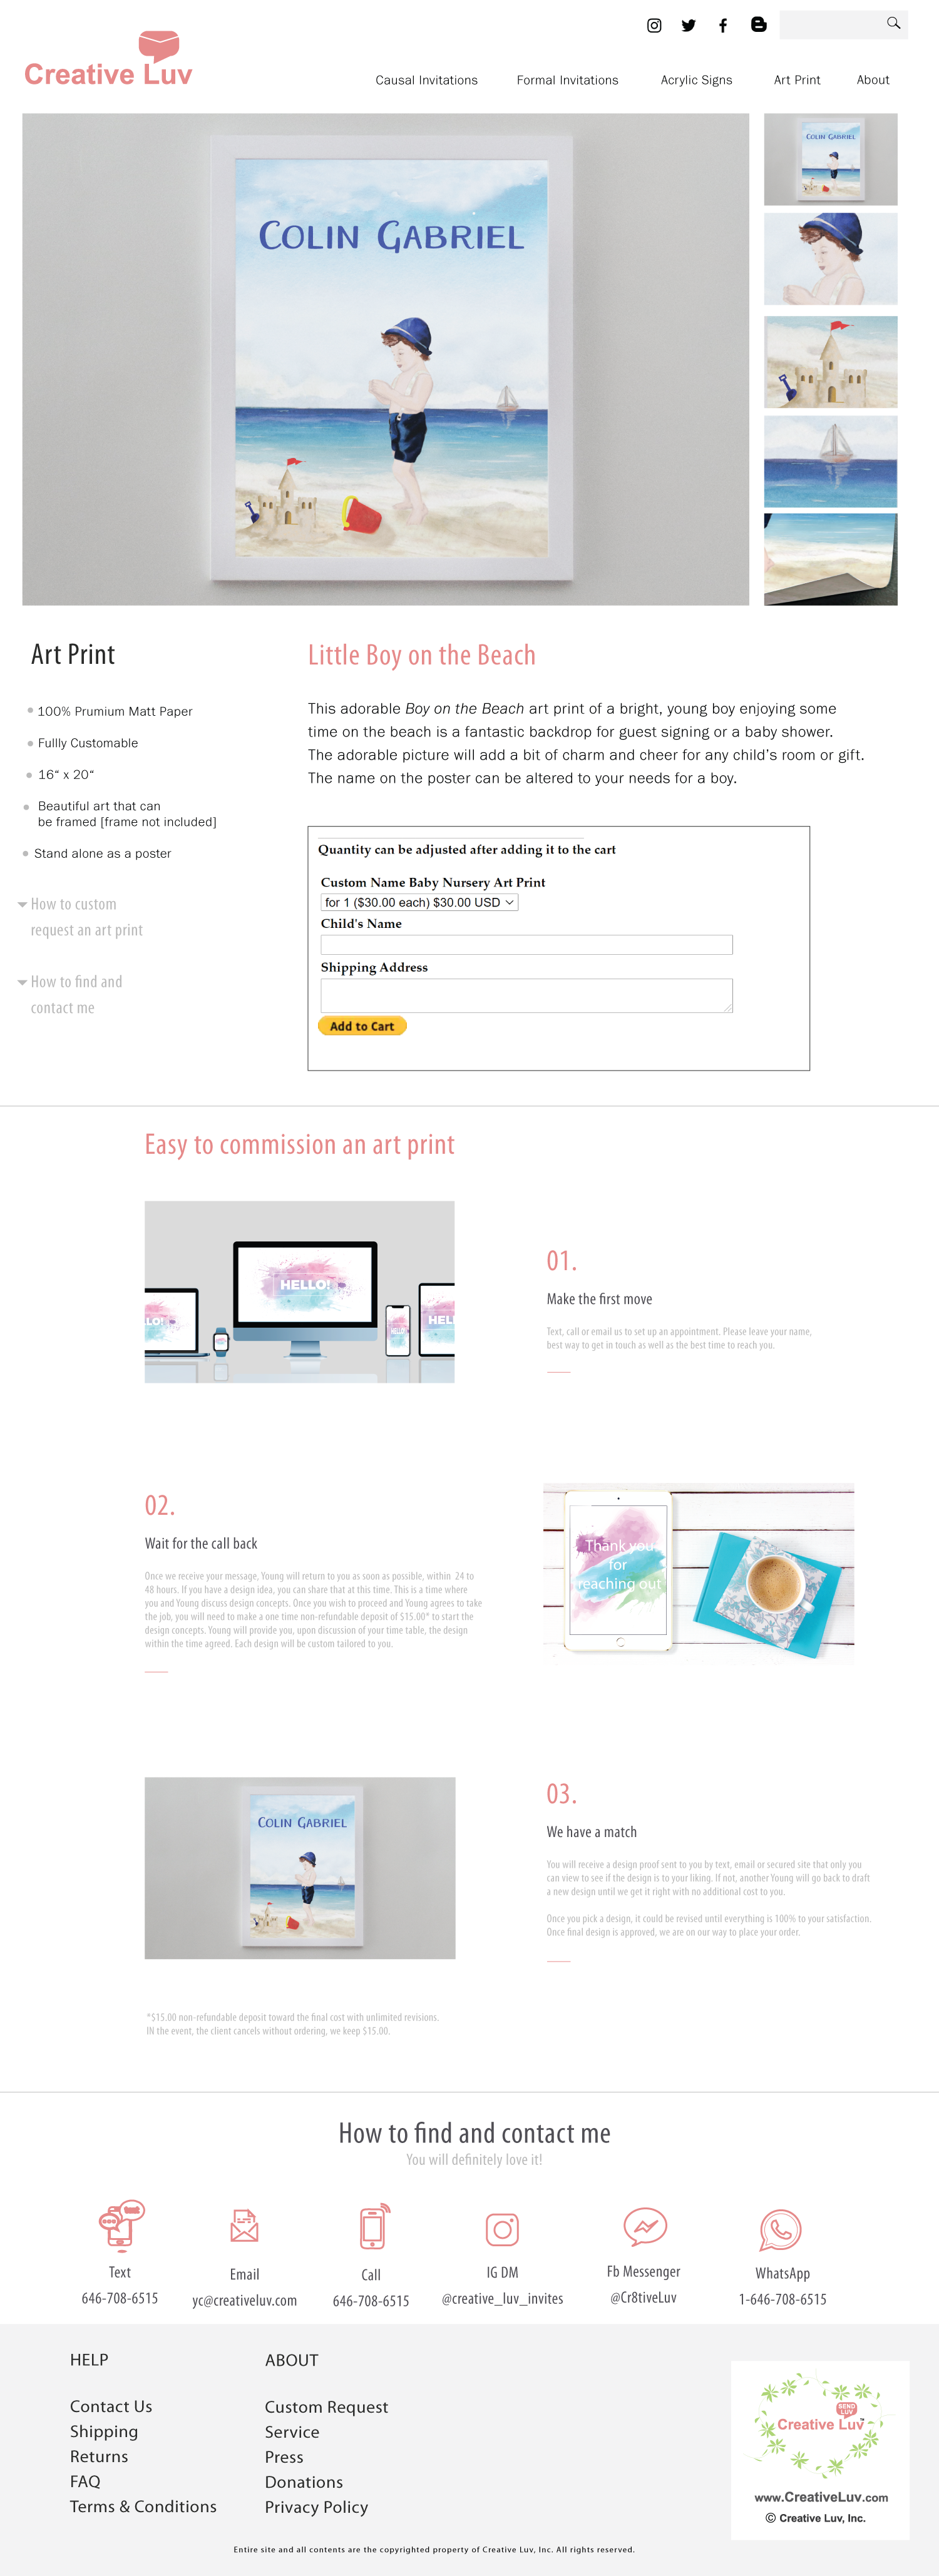 Creative Luv
Causal Invitations
Formal Invitations
Acrylic Signs
Art Print
About
COLIN GABRIEL
COLIN GABRIEL
Art Print
100% Prumium Matt Paper
Fullly Customable
16“ x 20“
Beautiful art that can
be framed [frame not included]
Stand alone as a poster
How to custom
request an art print
How to find and
contact me
Little Boy on the Beach
This adorable Boy on the Beach art print of a bright, young boy enjoying some
time on the beach is a fantastic backdrop for guest signing or a baby shower.
The adorable picture will add a bit of charm and cheer for any child’s room or gift.
The name on the poster can be altered to your needs for a boy.
Quantity can be adjusted after adding it to the cart
Custom Name Baby Nursery Art Print
for 1 ($30.00 each) $30.00 USD
Child's Name
Shipping Address
Add to Cart
Easy to commission an art print
LO!
HELLO!
HELLO!
HELL
01.
Make the first move
Text, call or email us to set up an appointment. Please leave your name,
best way to get in touch as well as the best time to reach you.
02.
Wait for the call back
Once we receive your message, Young will return to you as soon as possible, within 24 to
48 hours. If you have a design idea, you can share that at this time. This is a time where
you and Young discuss design concepts. Once you wish to proceed and Young agrees to take
the job, you will need to make a one time non-refundable deposit of $15.00* to start the
design concepts. Young will provide you, upon discussion of your time table, the design
within the time agreed. Each design will be custom tailored to you.
Thank you
for
reaching out
COLIN GABRIEL
03.
We have a match
You will receive a design proof sent to you by text, email or secured site that only you
can view to see if the design is to your liking. If not, another Young will go back to draft
a new design until we get it right with no additional cost to you.
Once you pick a design, it could be revised until everything is 100% to your satisfaction.
Once final design is approved, we are on our way to place your order.
*$15.00 non-refundable deposit toward the final cost with unlimited revisions.
IN the event, the client cancels without ordering, we keep $15.00.
How to find and contact me
You will definitely love it!
Text
646-708-6515
Email
yc@creativeluv.com
Call
646-708-6515
IG DM
@creative_luv_invites
Fb Messenger
@Cr8tiveLuv
WhatsApp
1-646-708-6515
HELP
Contact Us
Shipping
Returns
FAQ
Terms & Conditions
ABOUT
Custom Request
Service
Press
Donations
Privacy Policy
SEND
LUV
Creative Luv™
www.CreativeLuv.com
© Creative Luv, Inc.
Entire site and all contents are the copyrighted property of Creative Luv, Inc. All rights reserved.